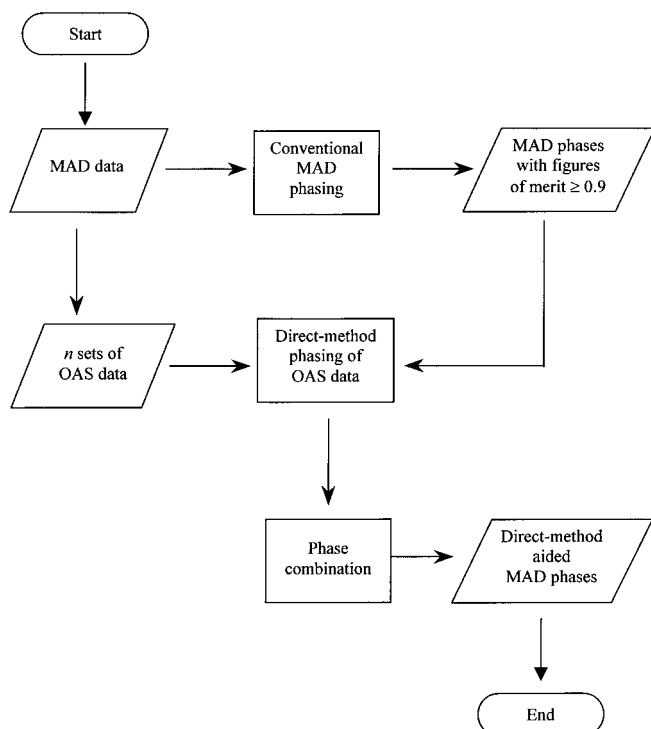 Start
MAD data
Conventional
MAD
phasing
MAD phases
with figures
of merit ≥ 0.9
n sets of
OAS data
Direct-method
phasing of
OAS data
Phase
combination
Direct-method
aided
MAD phases
End